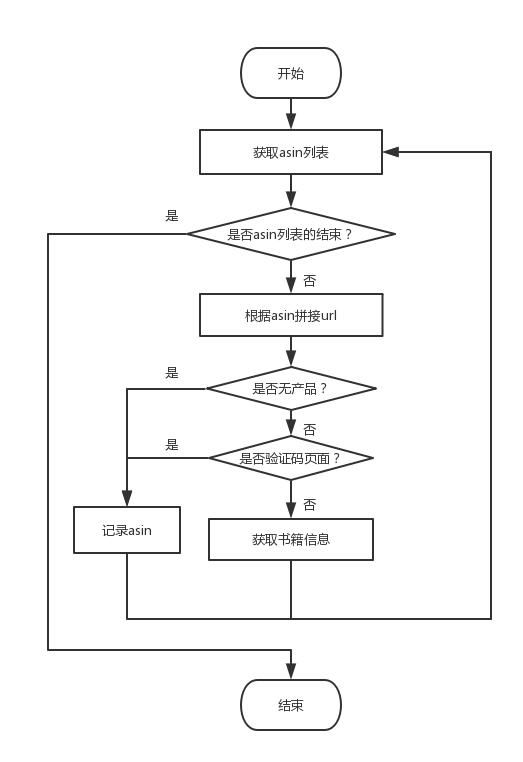 开始
获取asin列表
是
是否asin列表的结束？
否
根据asin拼接url
是
是否无产品？
否
是
是否验证码页面？
否
记录asin
获取书籍信息
结束